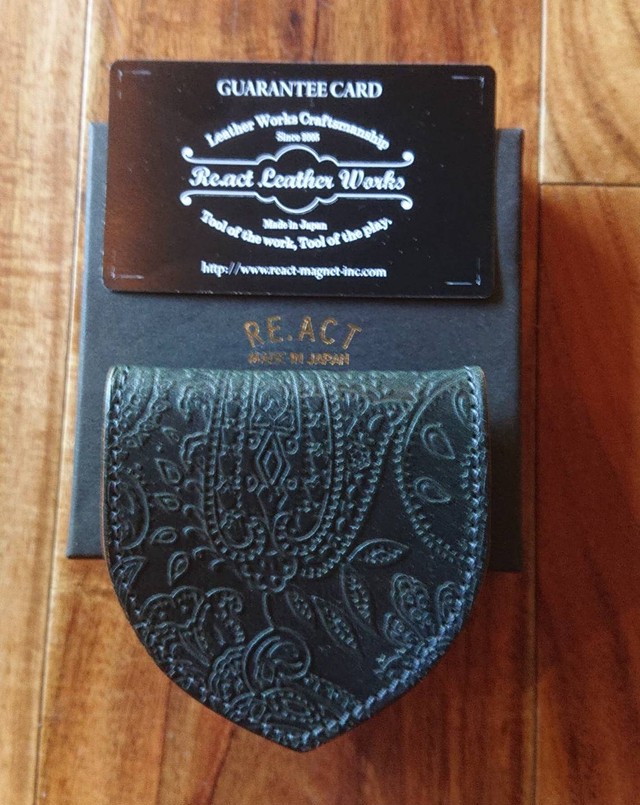 GUARANTEE CARD
Leather Works Craftsmanship
Since 2005
Re.act Leather Works
Made in Japan
Tool of the work, Tool of the play.
http://www.react-magnet-inc.com
RE.ACT
MADE IN JAPAN